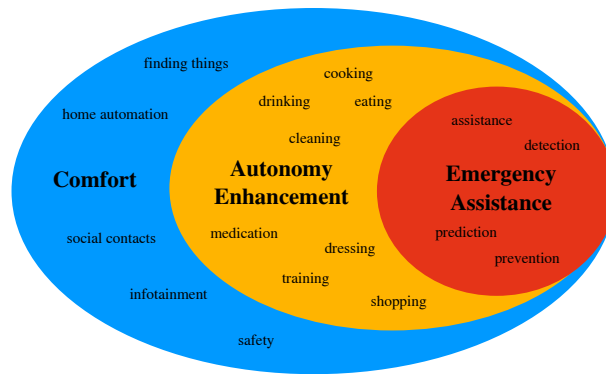 finding things
cooking
home automation
drinking
eating
assistance
cleaning
detection
Comfort
Autonomy
Enhancement
Emergency
Assistance
social contacts
medication
dressing
prediction
prevention
training
infotainment
shopping
safety